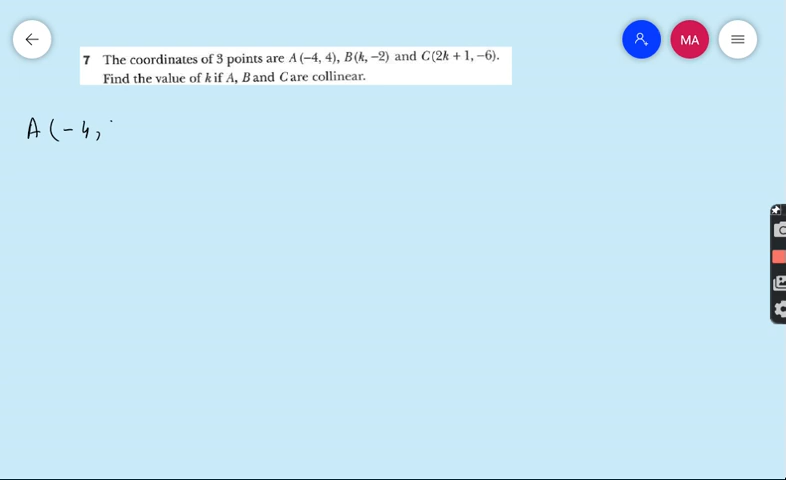 MA
7 The coordinates of 3 points are A (−4, 4), B(k, −2) and C(2k + 1, −6).
Find the value of k if A, B and C are collinear.
A (- 4 ,